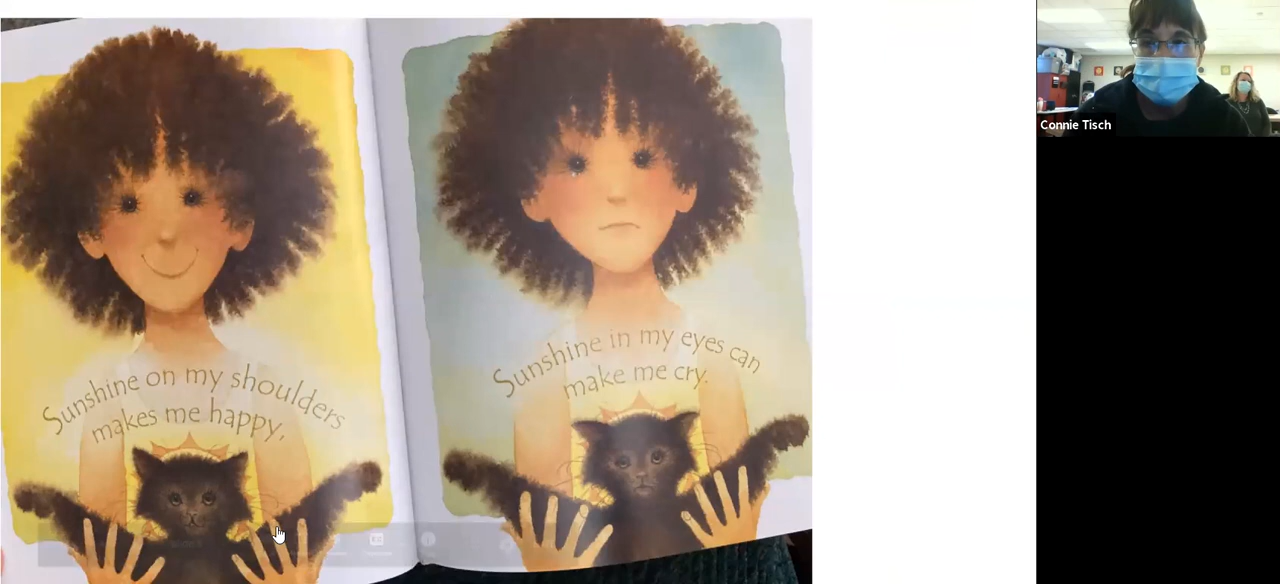 Sunshine on my shoulders
makes me happy,
Sunshine in my eyes can
make me cry.
Connie Tisch